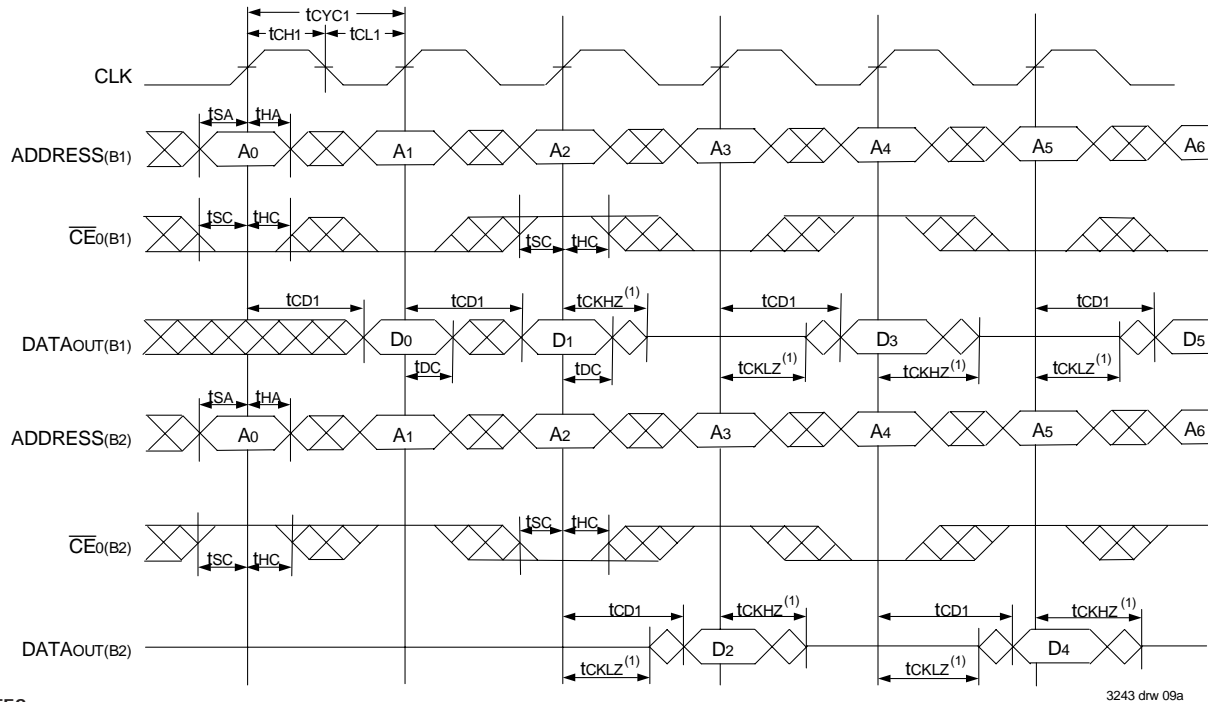 tCYC1
tCH1 tCL1
CLK
tSA tHA
ADDRESS(B1) A0 A1 A2 A3 A4 A5 A6
tSC tHC
CE0(B1)
tSC tHC
tCD1 tCD1 tCKHZ(1) tCD1 tCD1
DATAOUT(B1) D0 D1 D3 D5
tDC tDC tCKLZ(1) tCKHZ(1) tCKLZ(1)
tSA tHA
ADDRESS(B2) A0 A1 A2 A3 A4 A5 A6
tSC tHC
CE0(B2)
tSC tHC
tCD1 tCKHZ(1) tCD1 tCKHZ(1)
DATAOUT(B2) D2 D4
tCKLZ(1) tCKLZ(1)
3243 drw 09a